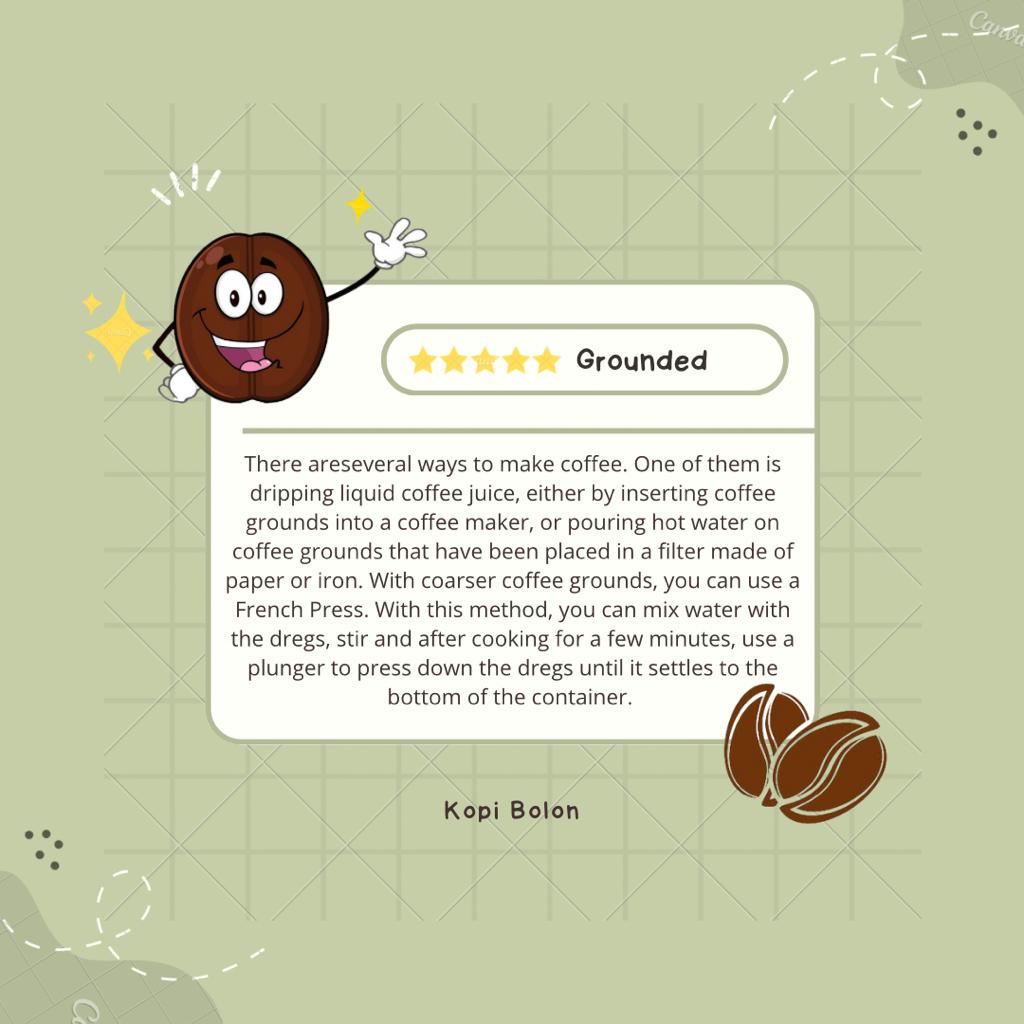 Canva
Grounded
There areseveral ways to make coffee. One of them is
dripping liquid coffee juice, either by inserting coffee
grounds into a coffee maker, or pouring hot water on
coffee grounds that have been placed in a filter made of
paper or iron. With coarser coffee grounds, you can use a
French Press. With this method, you can mix water with
the dregs, stir and after cooking for a few minutes, use a
plunger to press down the dregs until it settles to the
bottom of the container.
Kopi Bolon